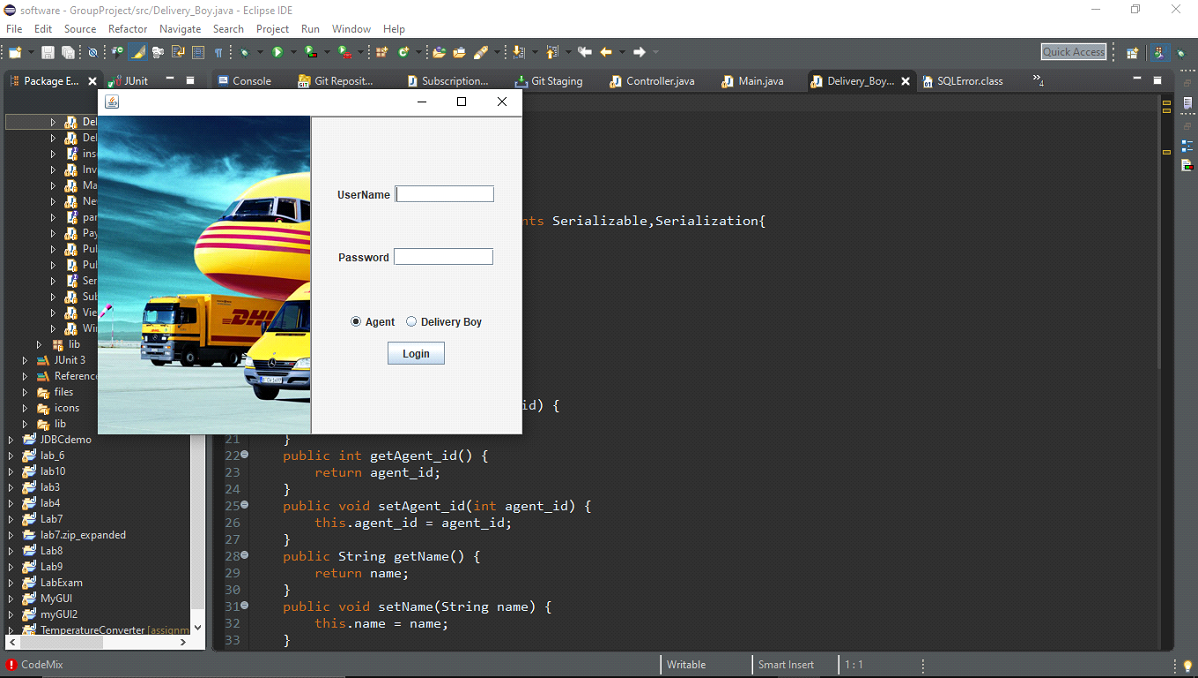 software - GroupProject/src/Delivery_Boy.java - Eclipse IDE
File Edit Source Refactor Navigate Search Project Run Window Help
Quick Access
Package E... JUnit Console Git Reposit... Subscription... Git Staging Controller.java Main.java Delivery_Boy... SQLError.class »4
Del
Del
ins
Inv
Ma
Ne
par
Pay
Pul
Pul
Ser
Sub
Vie
Win
lib
JUnit 3
Reference
files
icons
lib
JDBCdemo
lab_6
lab10
lab3
lab4
Lab7
lab7.zip_expanded
Lab8
Lab9
LabExam
MyGUI
myGUI2
TemperatureConverter [assignm
DHL
UserName
Password
Agent Delivery Boy
Login
nts Serializable,Serialization{
id) {
21 }
22 public int getAgent_id() {
23 return agent_id;
24 }
25 public void setAgent_id(int agent_id) {
26 this.agent_id = agent_id;
27 }
28 public String getName() {
29 return name;
30 }
31 public void setName(String name) {
32 this.name = name;
33 }
CodeMix Writable Smart Insert 1 : 1